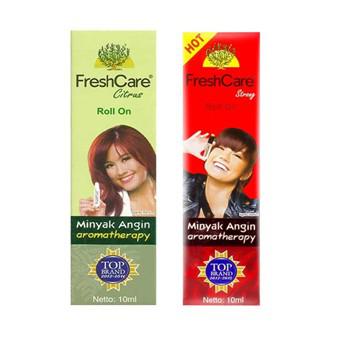 FreshCare®
Citrus
Roll On
Minyak Angin
aromatherapy
TOP
BRAND
Netto: 10ml
HOT
FreshCare®
Strong
Roll On
Minyak Angin
aromatherapy
TOP
BRAND
Netto: 10ml